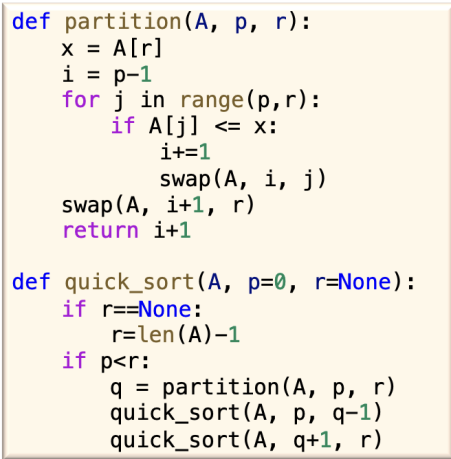 def partition(A, p, r):
    x = A[r]
    i = p-1
    for j in range(p,r):
        if A[j] <= x:
            i+=1
            swap(A, i, j)
    swap(A, i+1, r)
    return i+1

def quick_sort(A, p=0, r=None):
    if r==None:
        r=len(A)-1
    if p<r:
        q = partition(A, p, r)
        quick_sort(A, p, q-1)
        quick_sort(A, q+1, r)